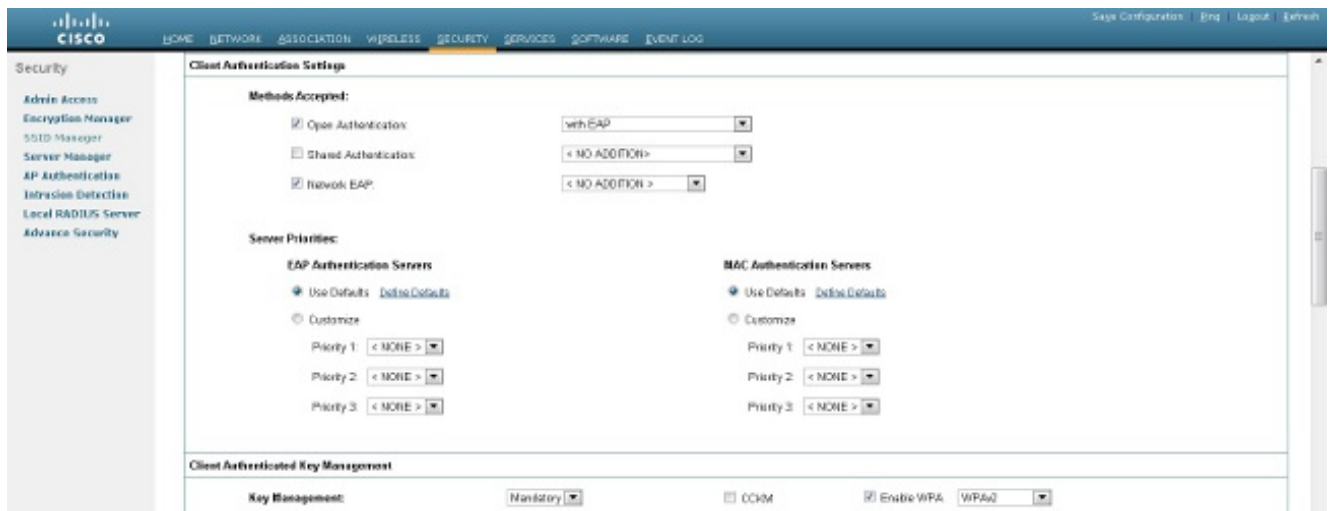 Save Configuration | Ping | Logout | Refresh
CISCO
HOME NETWORK ASSOCIATION WIRELESS SECURITY SERVICES SOFTWARE EVENT LOG
Security
Admin Access
Encryption Manager
SSID Manager
Server Manager
AP Authentication
Intrusion Detection
Local RADIUS Server
Advance Security
Client Authentication Settings
Methods Accepted:
Open Authentication: with EAP
Shared Authentication: < NO ADDITION>
Network EAP: < NO ADDITION >
Server Priorities:
EAP Authentication Servers
Use Defaults Define Defaults
Customize
Priority 1: < NONE >
Priority 2: < NONE >
Priority 3: < NONE >
MAC Authentication Servers
Use Defaults Define Defaults
Customize
Priority 1: < NONE >
Priority 2: < NONE >
Priority 3: < NONE >
Client Authenticated Key Management
Key Management: Mandatory CCKM Enable WPA WPAv2